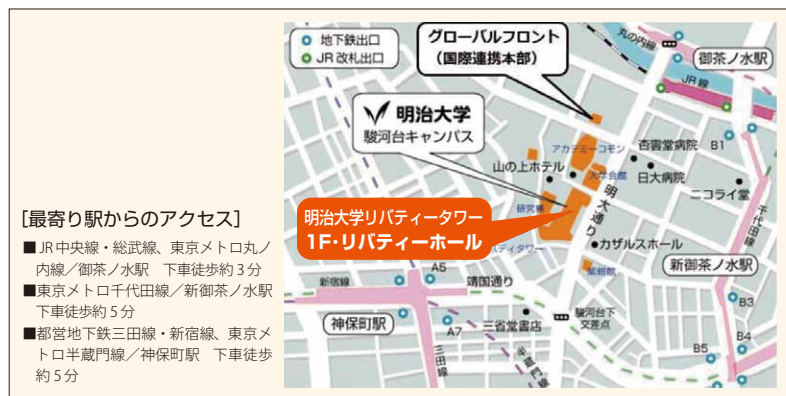 [最寄り駅からのアクセス]
■JR中央線・総武線、東京メトロ丸ノ
内線／御茶ノ水駅　下車徒歩約3分
■東京メトロ千代田線／新御茶ノ水駅
下車徒歩約5分
■都営地下鉄三田線・新宿線、東京メ
トロ半蔵門線／神保町駅　下車徒歩
約5分
地下鉄出口
JR改札出口
グローバルフロント
（国際連携本部）
丸の内線
御茶ノ水駅
JR線
明治大学
駿河台キャンパス
アカデミーコモン
杏雲堂病院
B1
山の上ホテル
大学会館
日大病院
ニコライ堂
明大通り
千代田線
研究棟
明治大学リバティータワー
1F・リバティーホール
ティタワー
カザルスホール
紫紺館
新御茶ノ水駅
新宿線
A5
靖国通り
B3
神保町駅
A7
三省堂書店
駿河台下
交差点
B4
B5
三田線
半蔵門線